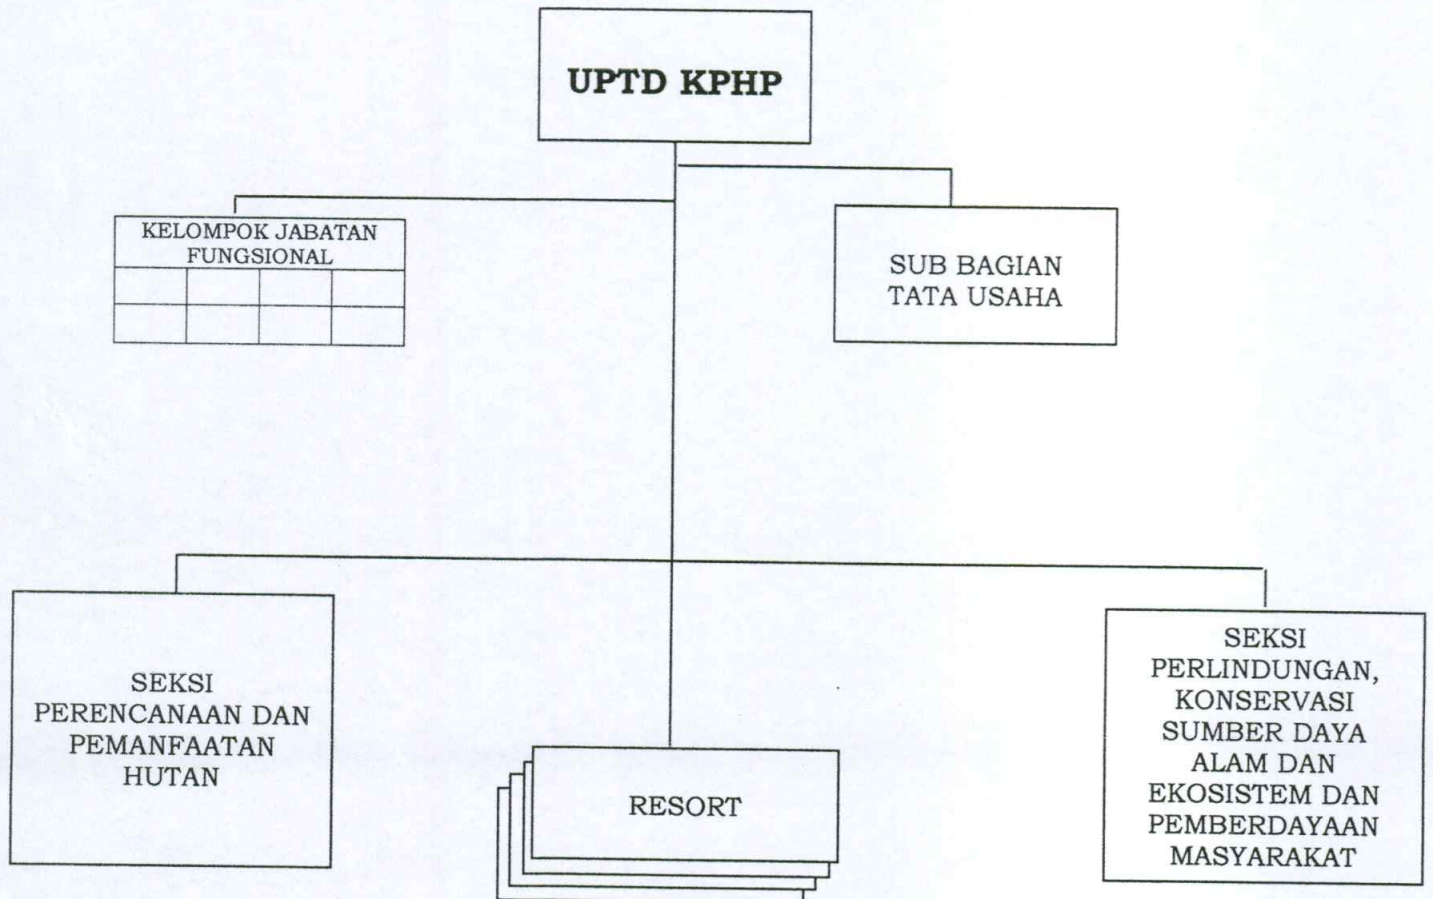 UPTD KPHP
KELOMPOK JABATAN
FUNGSIONAL
SUB BAGIAN
TATA USAHA
SEKSI
PERENCANAAN DAN
PEMANFAATAN
HUTAN
RESORT
SEKSI
PERLINDUNGAN,
KONSERVASI
SUMBER DAYA
ALAM DAN
EKOSISTEM DAN
PEMBERDAYAAN
MASYARAKAT